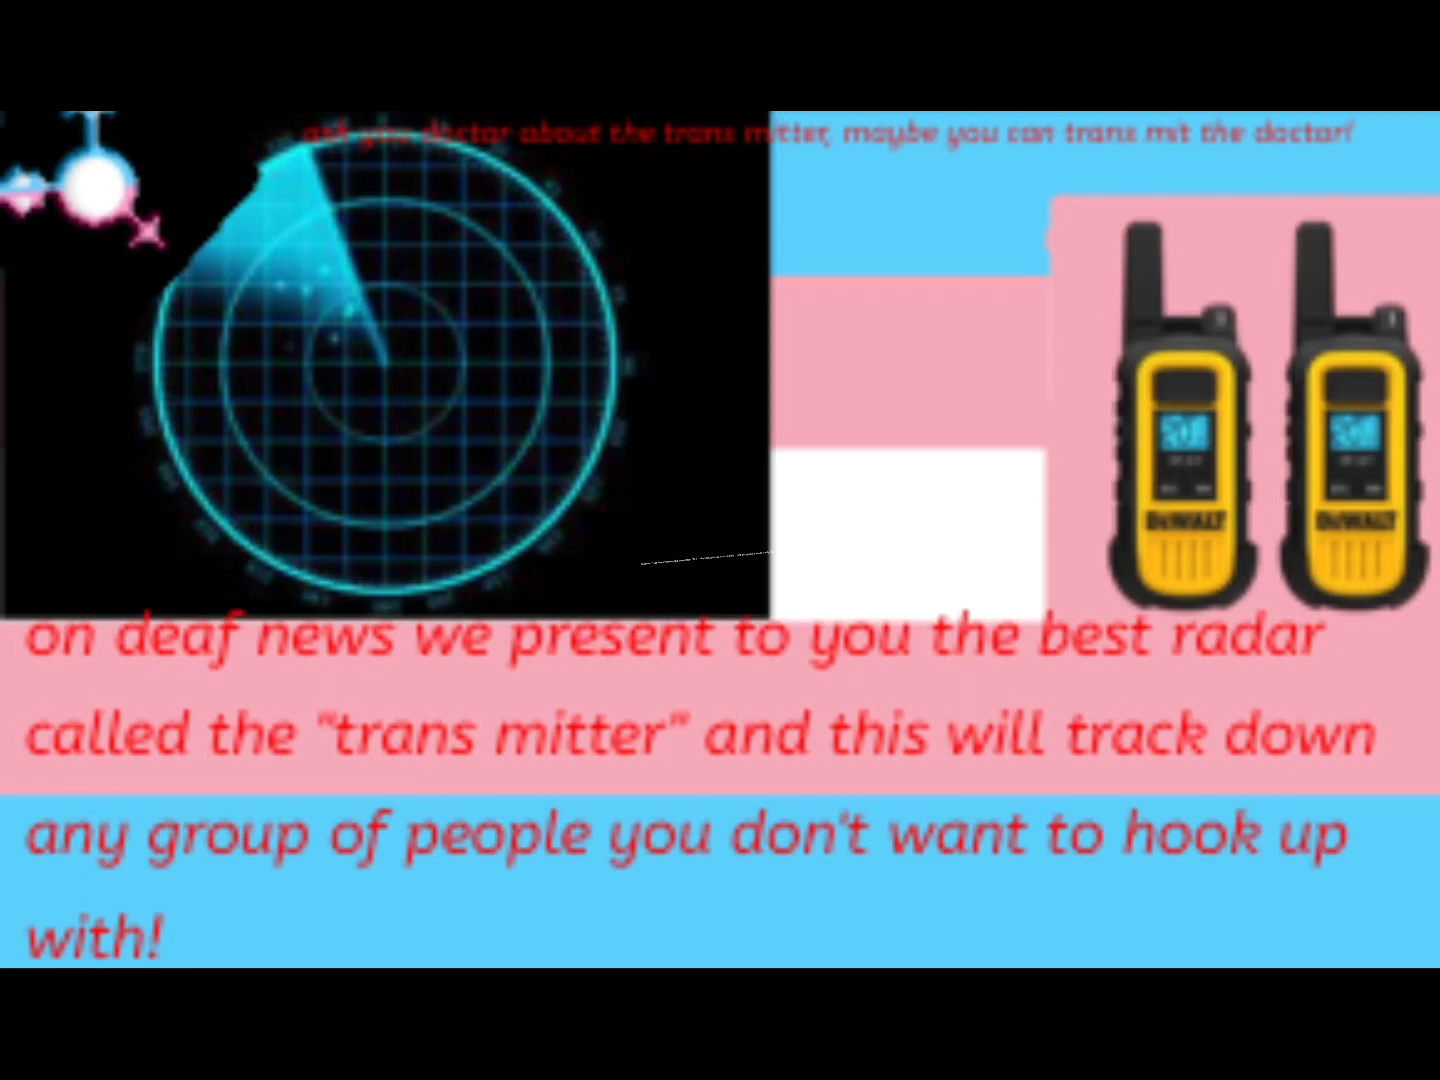 ask you doctor about the trans mitter, maybe you can trans mit the doctor!
DEWALT
DEWALT
on deaf news we present to you the best radar
called the "trans mitter" and this will track down
any group of people you don't want to hook up
with!